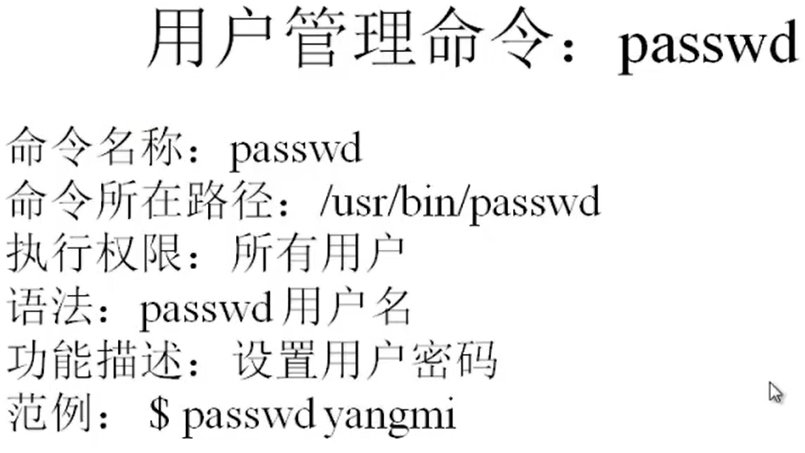 用户管理命令：passwd
命令名称：passwd
命令所在路径：/usr/bin/passwd
执行权限：所有用户
语法：passwd 用户名
功能描述：设置用户密码
范例： $ passwd yangmi